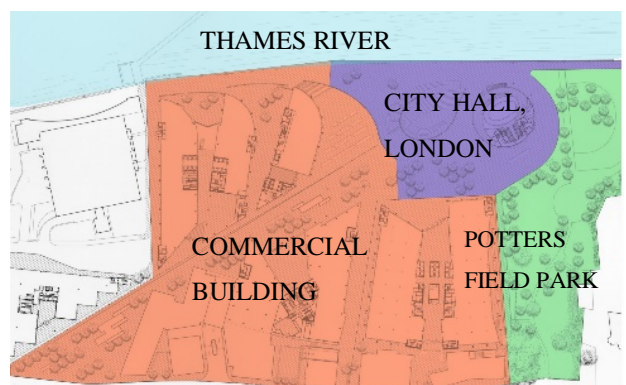 THAMES RIVER
CITY HALL,
LONDON
COMMERCIAL
BUILDING
POTTERS
FIELD PARK